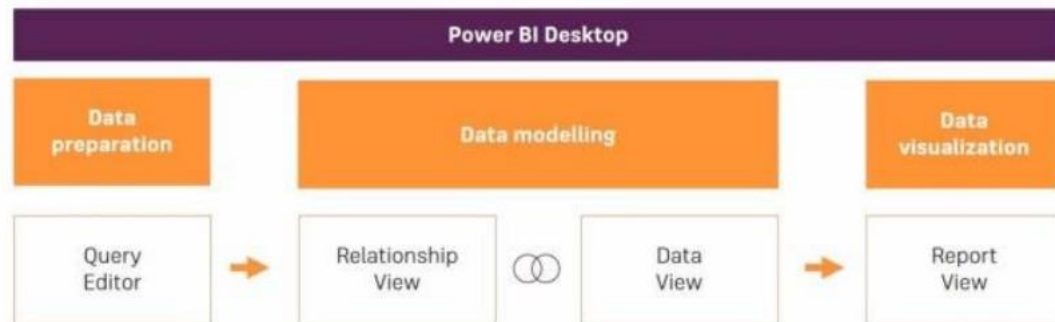 Power BI Desktop
Data
preparation
Data modelling
Data
visualization
Query
Editor
Relationship
View
Data
View
Report
View